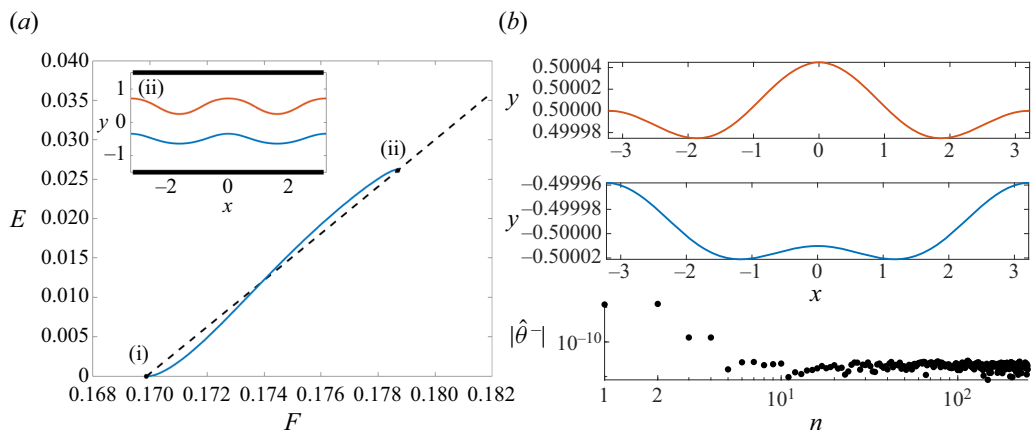 (a)
0.040
0.035
0.030
0.025
0.020
0.015
0.010
0.005
0
E
0.168 0.170 0.172 0.174 0.176 0.178 0.180 0.182
F
(i)
(ii)
(ii)
1
0
−1
y
−2 0 2
x
(b)
0.50004
0.50000
0.49998
y
−3 −2 −1 0 1 2 3
−0.49996
−0.49998
−0.50000
−0.50002
y
−3 −2 −1 0 1 2 3
x
|θ̂⁻|
10⁻¹⁰
1 2 10¹ 10²
n